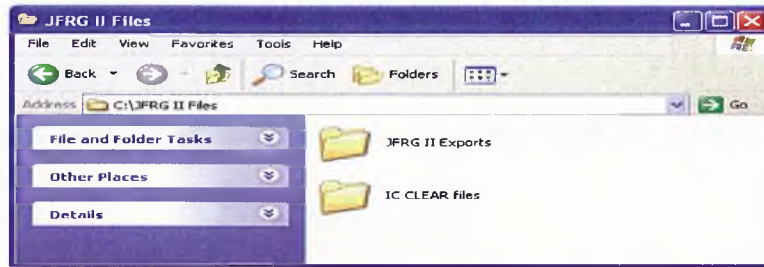 JFRG II Files
File Edit View Favorites Tools Help
Back Search Folders
Address C:\JFRG II Files Go
File and Folder Tasks
JFRG II Exports
Other Places
IC CLEAR files
Details